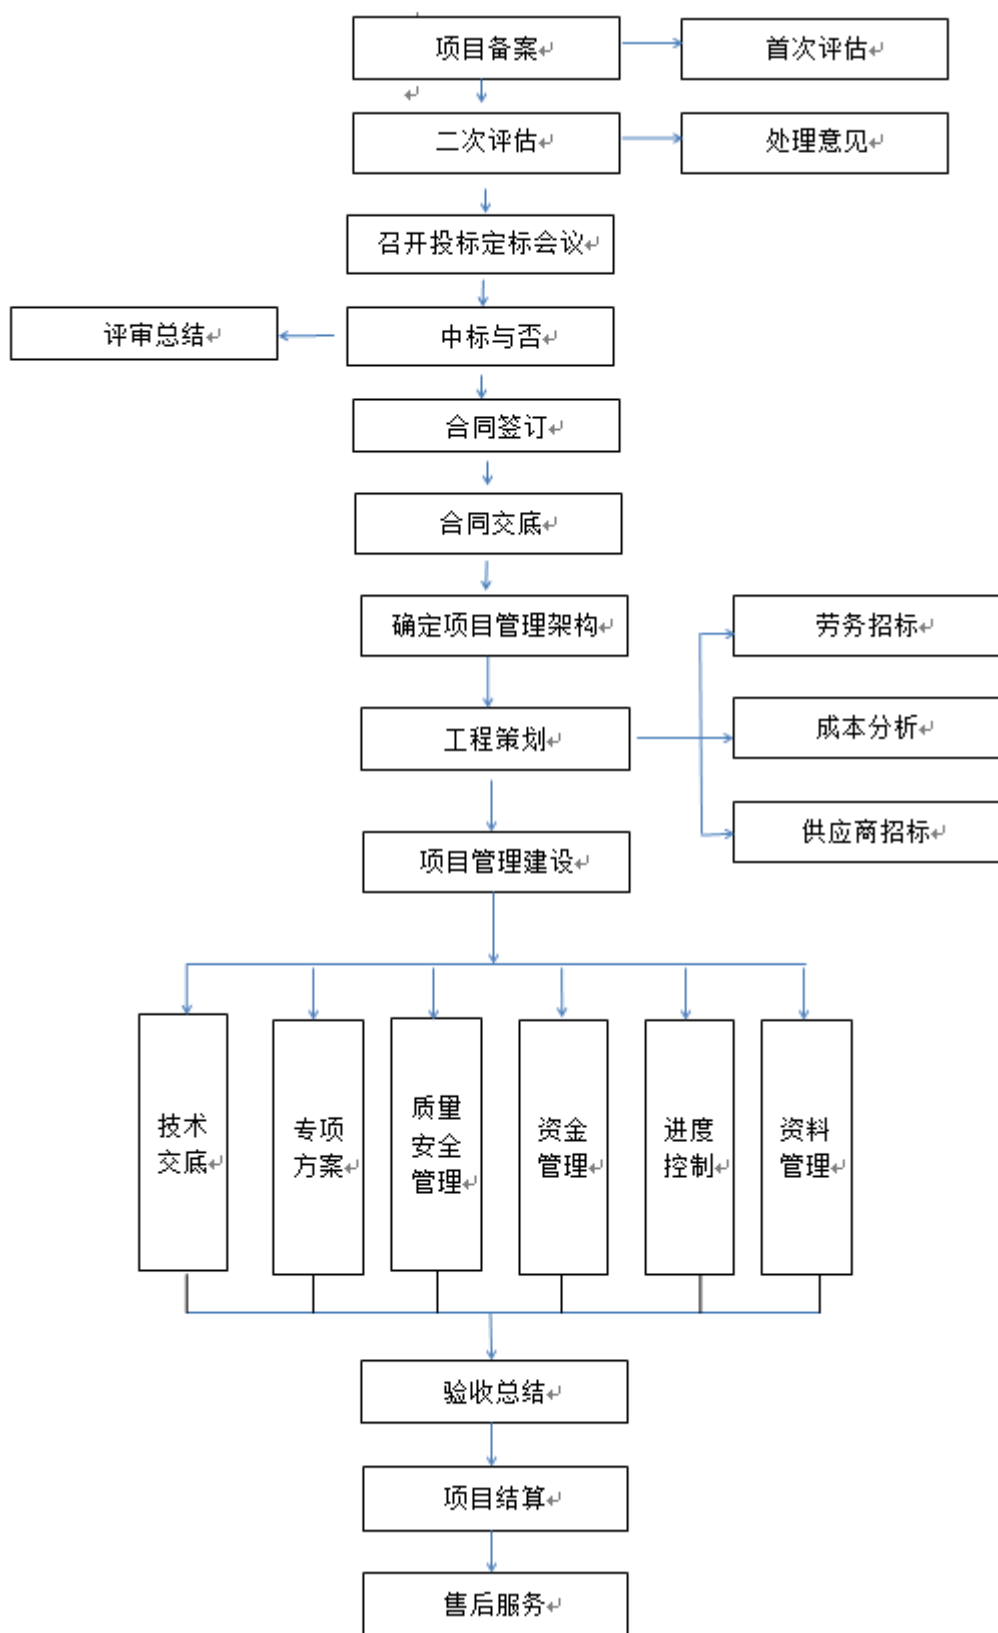 项目备案
首次评估
二次评估
处理意见
召开投标定标会议
评审总结
中标与否
合同签订
合同交底
确定项目管理架构
劳务招标
工程策划
成本分析
供应商招标
项目管理建设
技术
交底
专项
方案
质量
安全
管理
资金
管理
进度
控制
资料
管理
验收总结
项目结算
售后服务